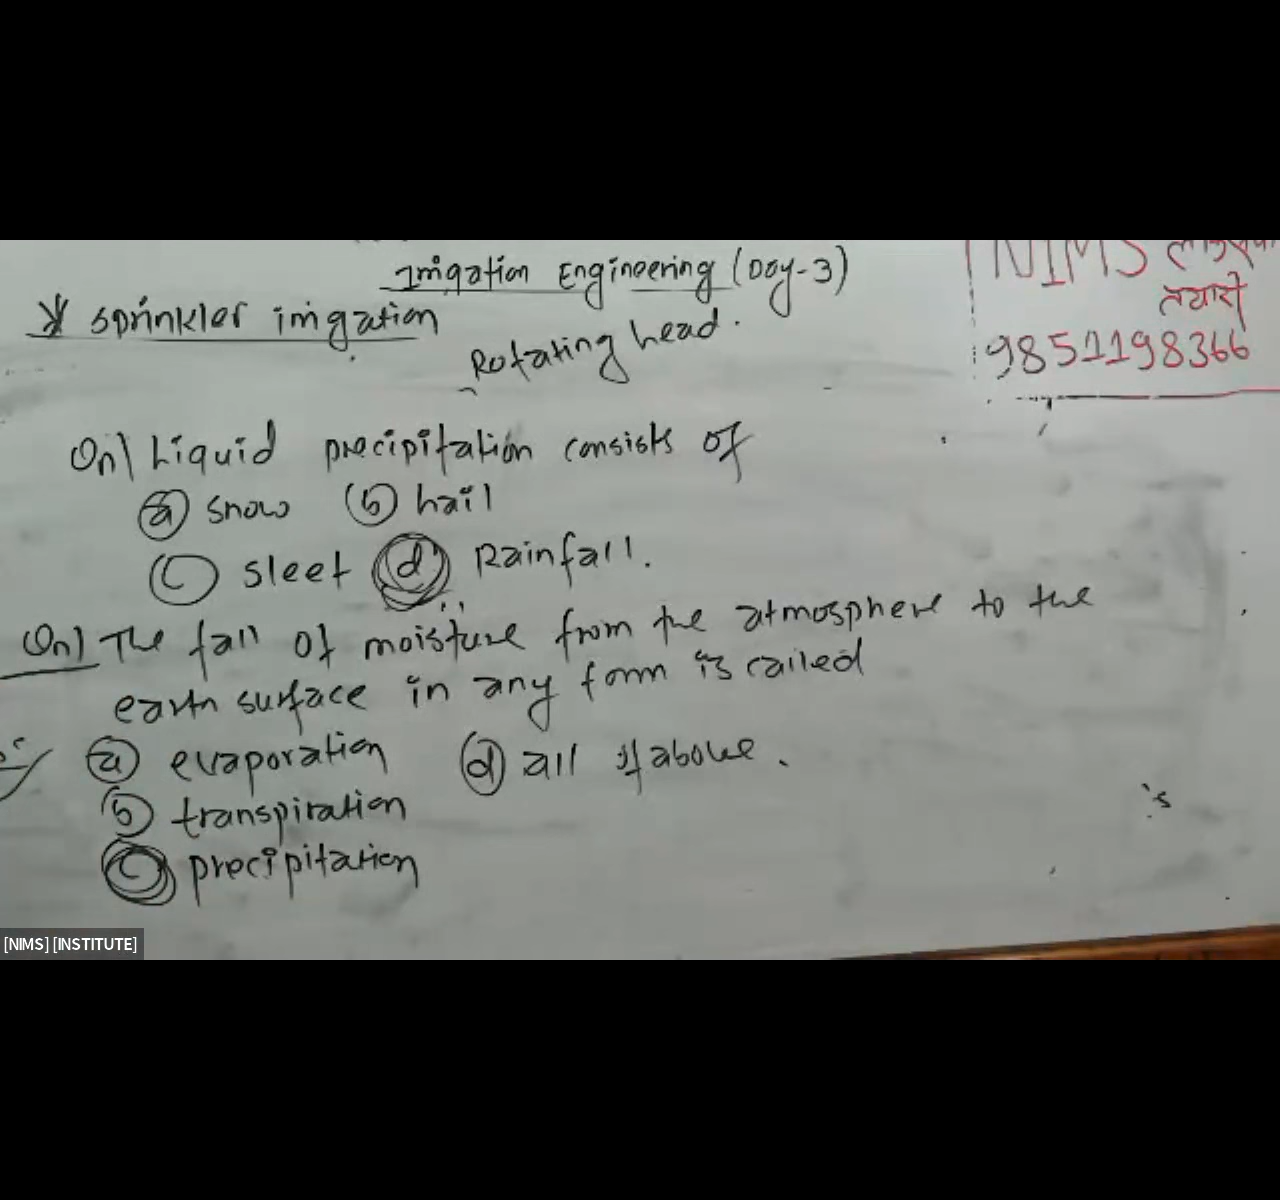 Irrigation Engineering (Day-3)
NIMS
तयारी
9851198366
* sprinkler irrigation
Rotating head.
Qn) Liquid precipitation consists of
(a) snow (b) hail
(c) sleet (d) Rainfall.
Qn) The fall of moisture from the atmosphere to the
earth surface in any form is called
(a) evaporation (d) all of above.
(b) transpiration
(c) precipitation
's
[NIMS] [INSTITUTE]